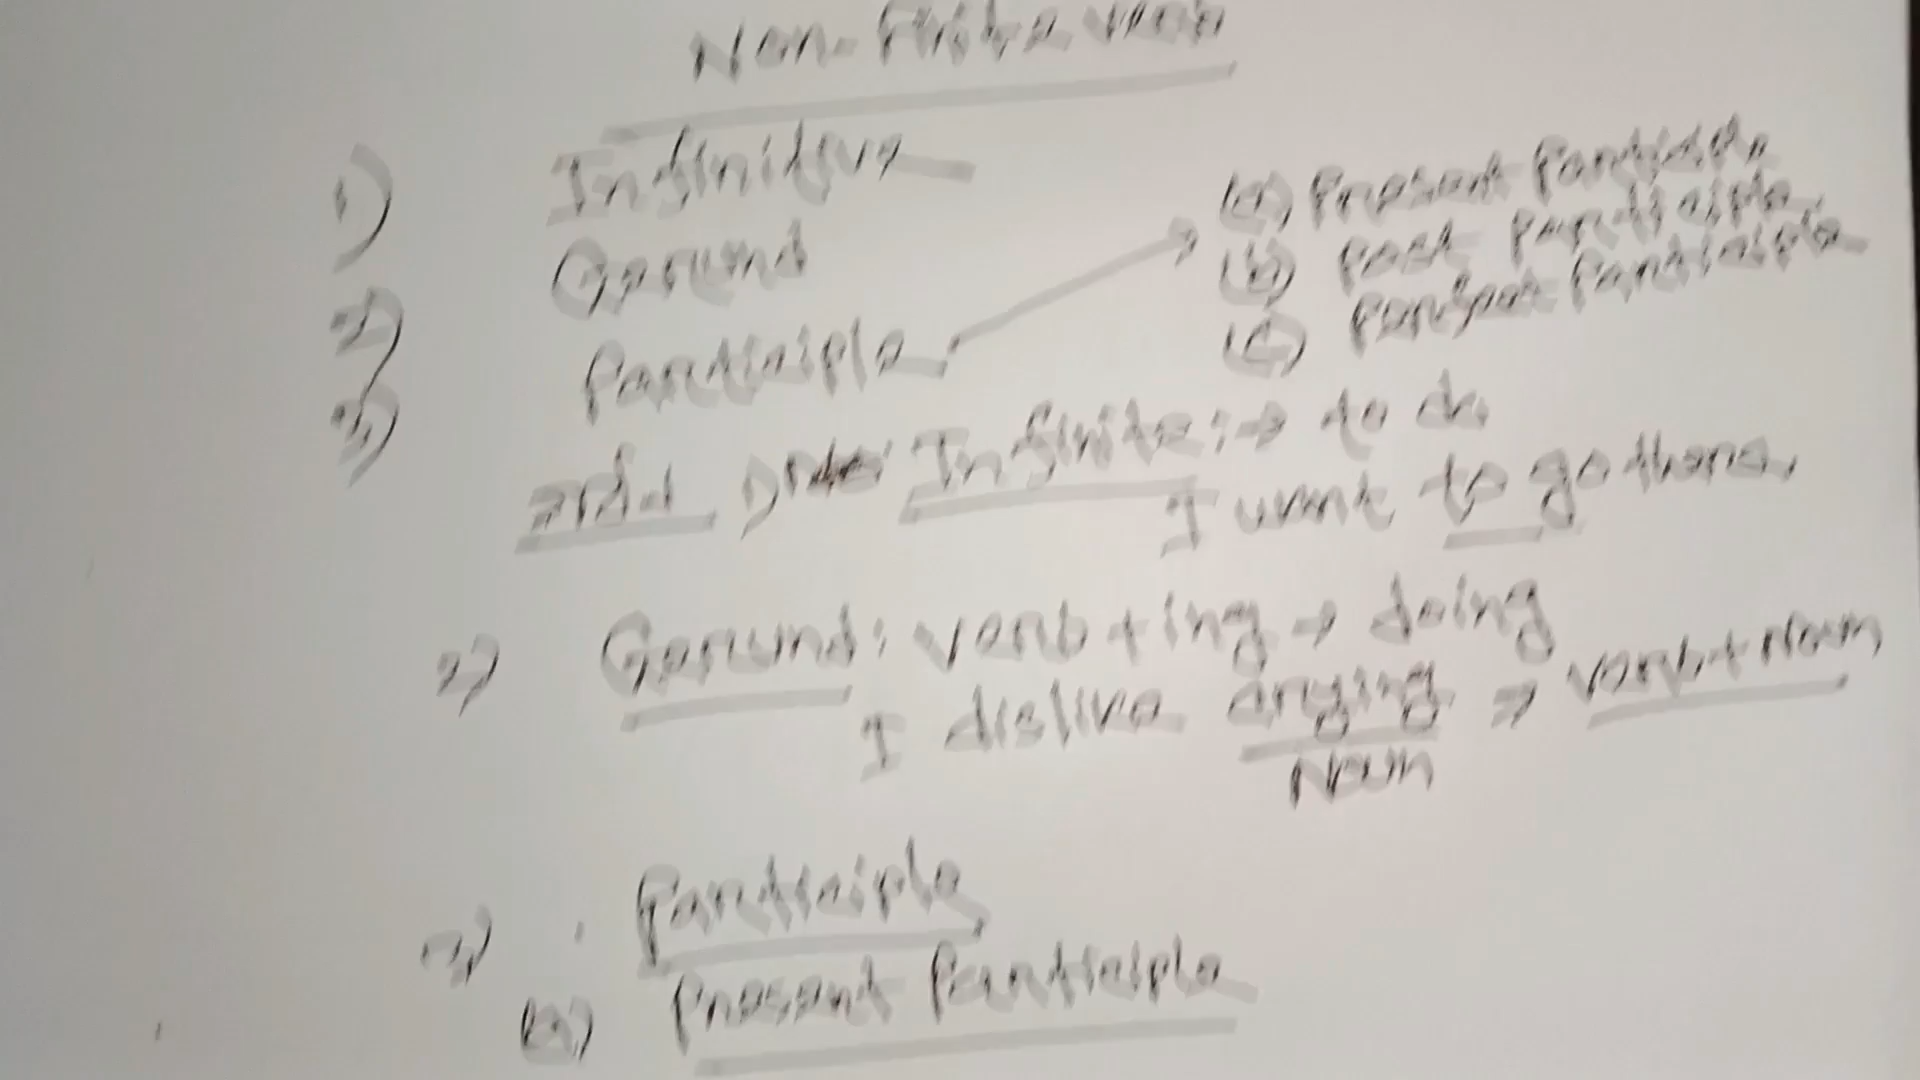 Non-finite verb
1) Infinitive
2) Gerund
3) Participle → (a) Present Participle
(b) past participle
(c) perfect participle
1) Infinite :→ to do
I want to go there.
2) Gerund : verb + ing → doing
I dislike crying ⇒ verb + Noun
Noun
3) Participle
(a) Present Participle